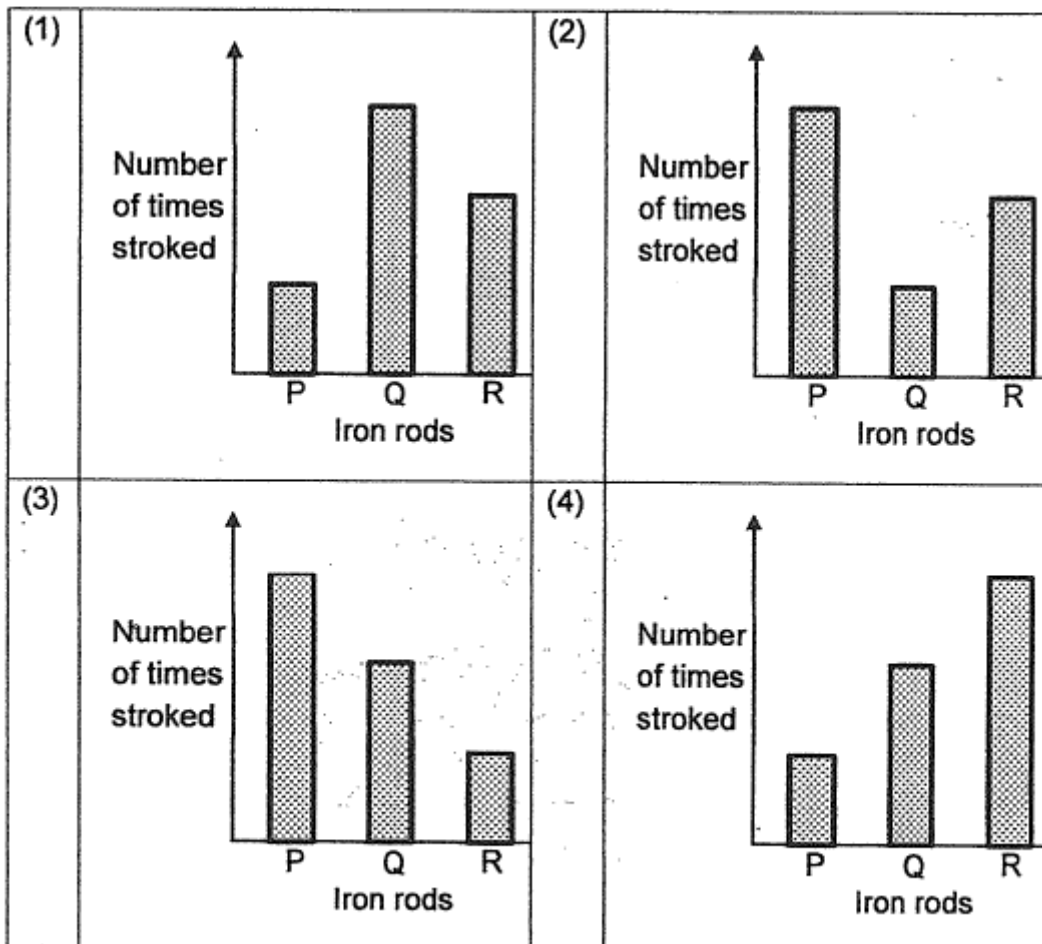 (1)
Number
of times
stroked
P Q R
Iron rods
(2)
Number
of times
stroked
P Q R
Iron rods
(3)
Number
of times
stroked
P Q R
Iron rods
(4)
Number
of times
stroked
P Q R
Iron rods